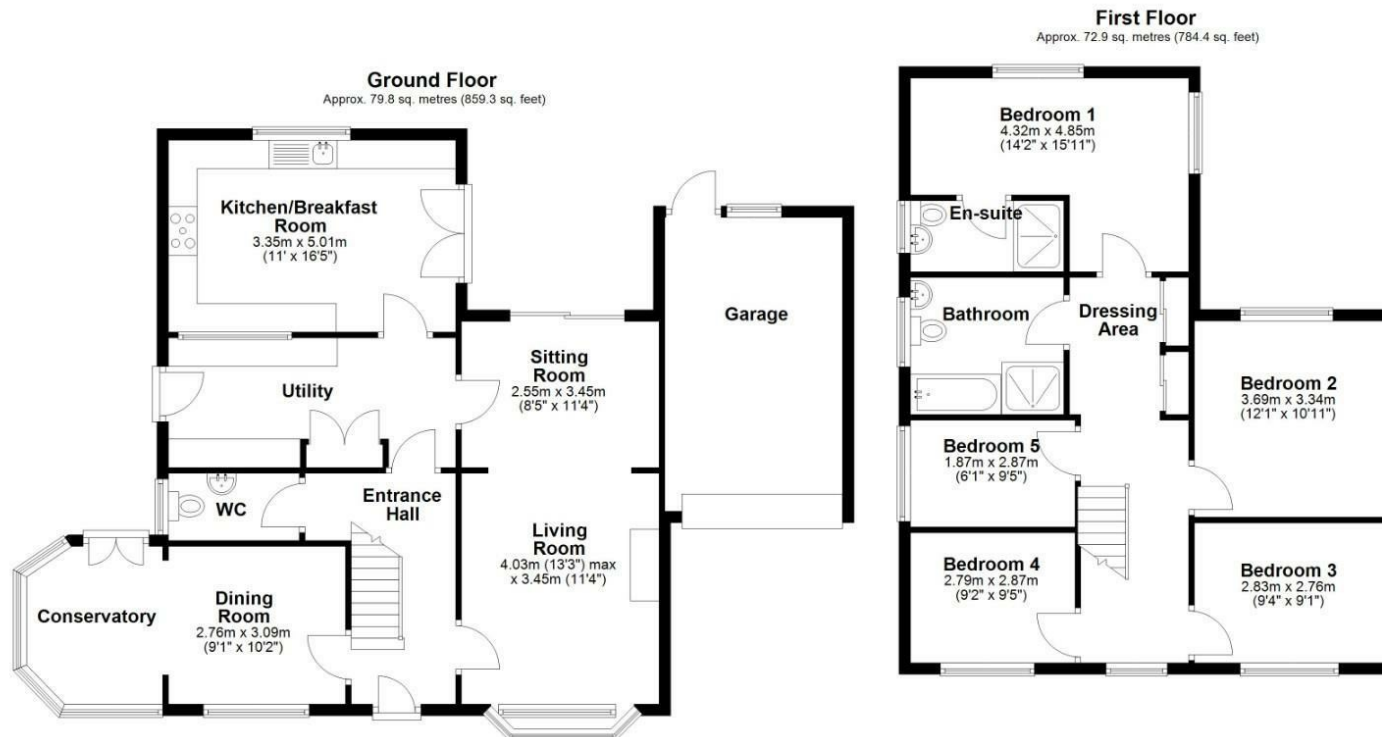 Ground Floor
Approx. 79.8 sq. metres (859.3 sq. feet)
Kitchen/Breakfast
Room
3.35m x 5.01m
(11' x 16'5")
Utility
Sitting
Room
2.55m x 3.45m
(8'5" x 11'4")
Garage
WC
Entrance
Hall
Living
Room
4.03m (13'3") max
x 3.45m (11'4")
Conservatory
Dining
Room
2.76m x 3.09m
(9'1" x 10'2")
First Floor
Approx. 72.9 sq. metres (784.4 sq. feet)
Bedroom 1
4.32m x 4.85m
(14'2" x 15'11")
En-suite
Bathroom
Dressing
Area
Bedroom 2
3.69m x 3.34m
(12'1" x 10'11")
Bedroom 5
1.87m x 2.87m
(6'1" x 9'5")
Bedroom 4
2.79m x 2.87m
(9'2" x 9'5")
Bedroom 3
2.83m x 2.76m
(9'4" x 9'1")